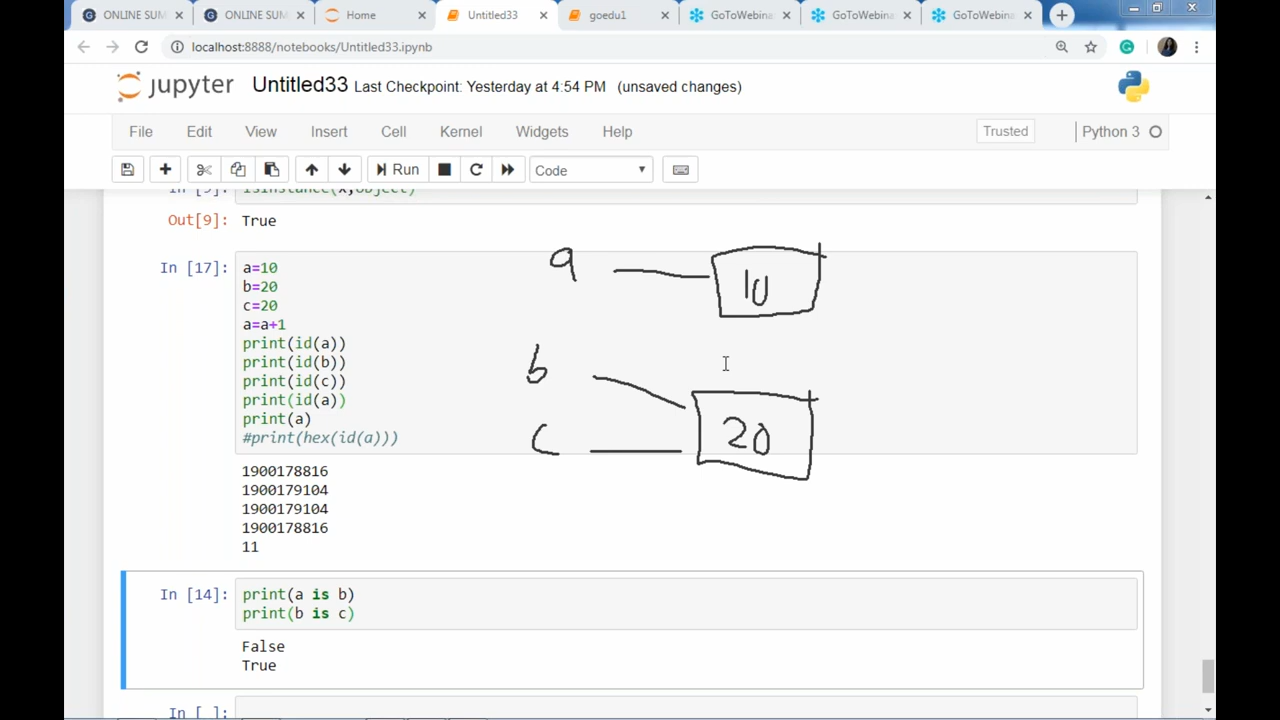 ONLINE SUM
ONLINE SUM
Home
Untitled33
goedu1
GoToWebina
GoToWebina
GoToWebina
localhost:8888/notebooks/Untitled33.ipynb
jupyter Untitled33 Last Checkpoint: Yesterday at 4:54 PM (unsaved changes)
File Edit View Insert Cell Kernel Widgets Help Trusted Python 3
Run Code
In [9]: isinstance(x,object)
Out[9]: True
In [17]: a=10
b=20
c=20
a=a+1
print(id(a))
print(id(b))
print(id(c))
print(id(a))
print(a)
#print(hex(id(a)))
a 10
b
c 20
1900178816
1900179104
1900179104
1900178816
11
In [14]: print(a is b)
print(b is c)
False
True
In [ ]: